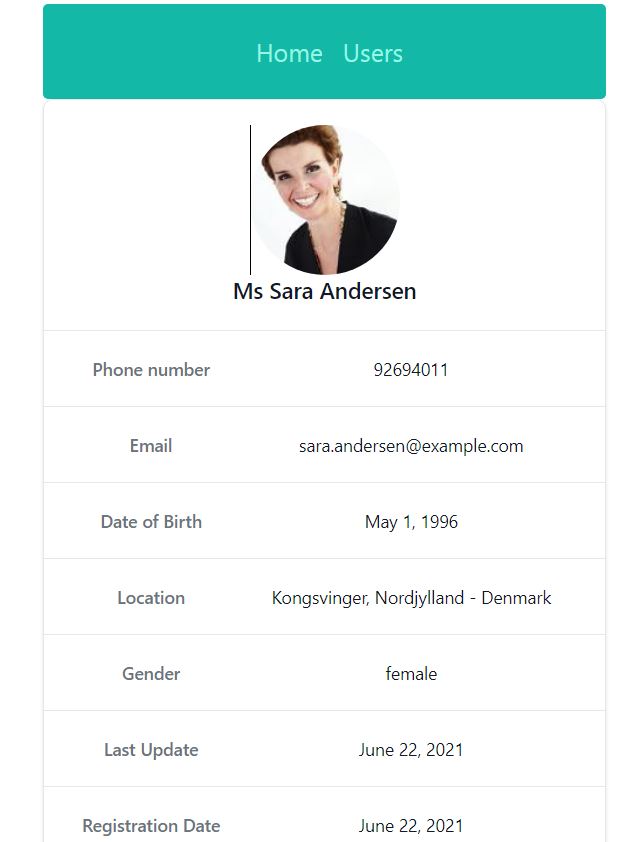 Home Users
Ms Sara Andersen
Phone number 92694011
Email sara.andersen@example.com
Date of Birth May 1, 1996
Location Kongsvinger, Nordjylland - Denmark
Gender female
Last Update June 22, 2021
Registration Date June 22, 2021